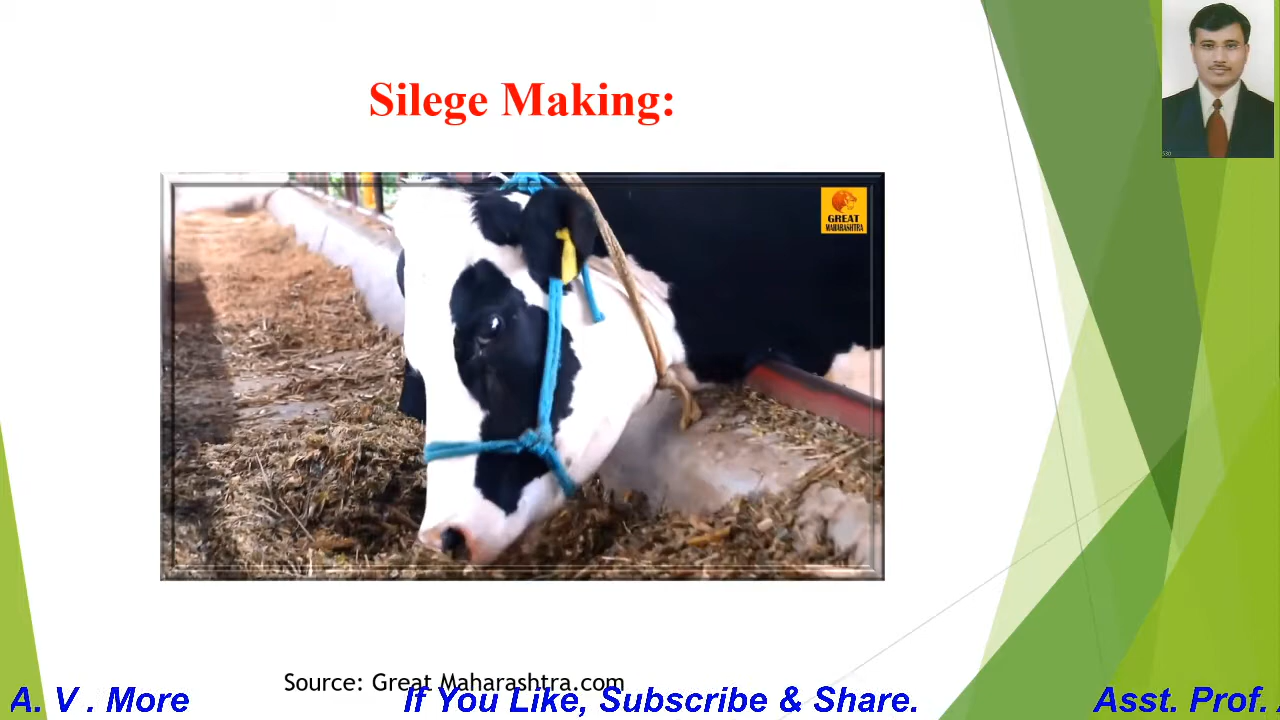 Silege Making:
GREAT
MAHARASHTRA
Source: Great Maharashtra.com
A. V . More
If You Like, Subscribe & Share.
Asst. Prof.